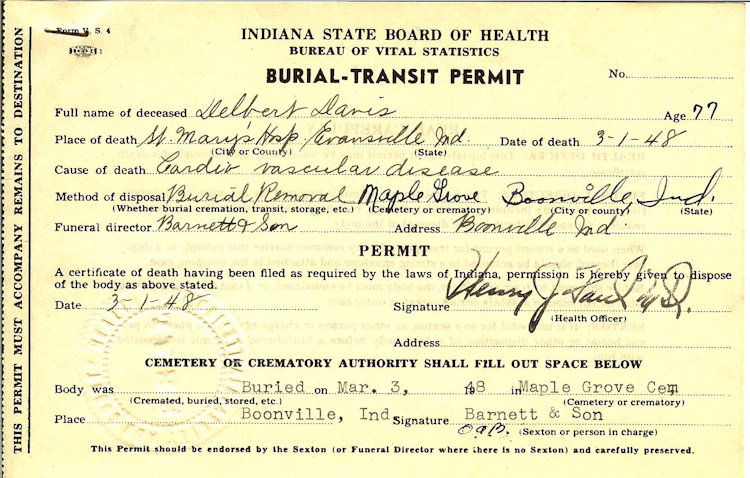 Form V. S. 4
INDIANA STATE BOARD OF HEALTH
BUREAU OF VITAL STATISTICS
BURIAL-TRANSIT PERMIT
No.
Full name of deceased Delbert Davis Age 77
Place of death St. Mary's Hosp/Evansville Ind. Date of death 3-1-48
(City or County) (State)
Cause of death Cardio vascular disease
Method of disposal Burial Removal Maple Grove Boonville, Ind.
(Whether burial cremation, transit, storage, etc.) (Cemetery or crematory) (City or county) (State)
Funeral director Barnett & Son Address Boonville Ind.
PERMIT
A certificate of death having been filed as required by the laws of Indiana, permission is hereby given to dispose
of the body as above stated.
Date 3-1-48 Signature Henry J
(Health Officer)
Address
CEMETERY OR CREMATORY AUTHORITY SHALL FILL OUT SPACE BELOW
Body was Buried on Mar. 3, 1948 in Maple Grove Cem
(Cremated, buried, stored, etc.) (Cemetery or crematory)
Place Boonville, Ind. Signature Barnett & Son
(Sexton or person in charge)
This Permit should be endorsed by the Sexton (or Funeral Director where there is no Sexton) and carefully preserved.
THIS PERMIT MUST ACCOMPANY REMAINS TO DESTINATION